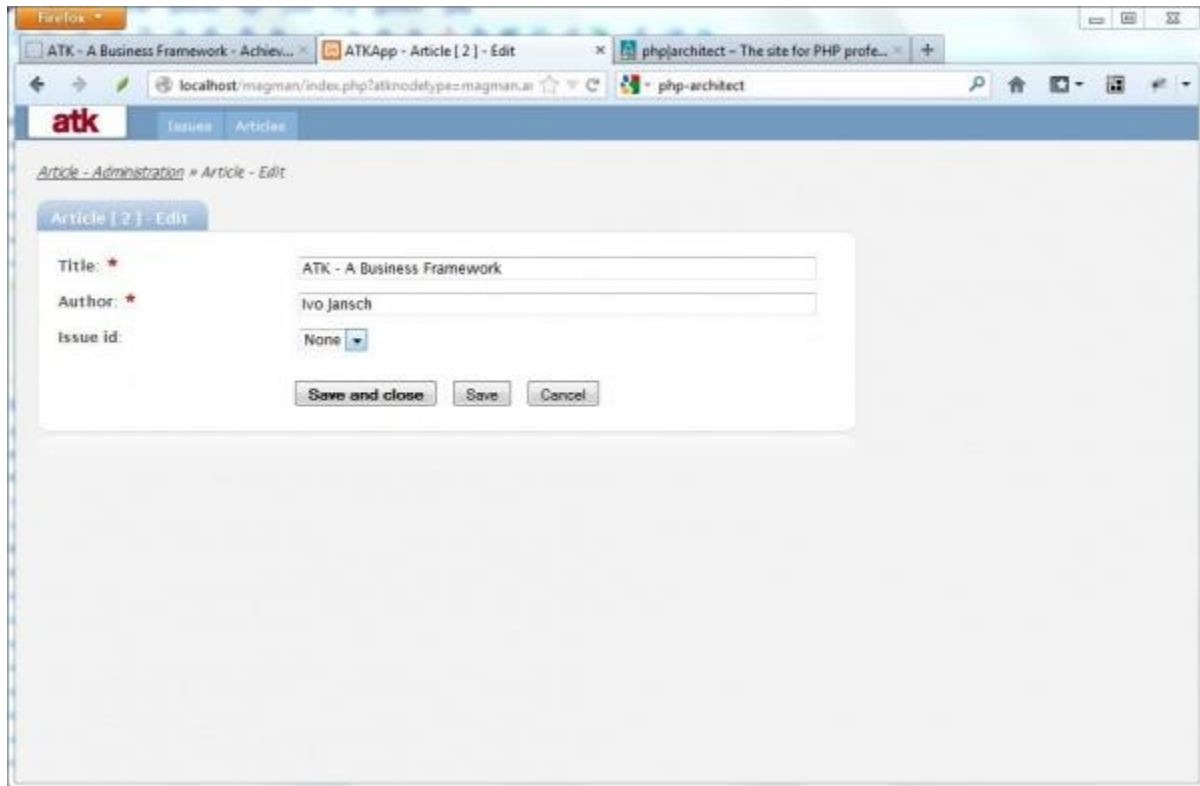 Firefox
ATK - A Business Framework - Achiev...
ATKApp - Article [ 2 ] - Edit
php|architect – The site for PHP profe...
localhost/magman/index.php?atknodetype=magman.ar
php-architect
atk
Issues
Articles
Article - Administration » Article - Edit
Article [ 2 ] - Edit
Title: *
ATK - A Business Framework
Author: *
Ivo Jansch
Issue id:
None
Save and close
Save
Cancel